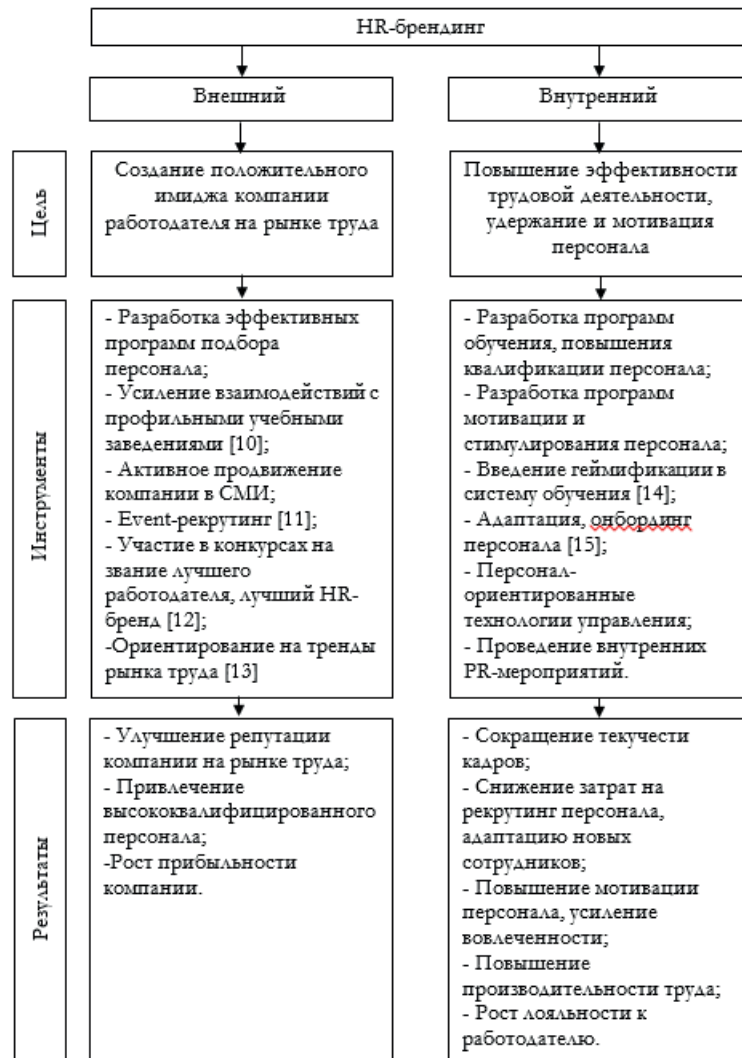 HR-брендинг
Внешний
Внутренний
Цель
Создание положительного
имиджа компании
работодателя на рынке труда
Повышение эффективности
трудовой деятельности,
удержание и мотивация
персонала
Инструменты
- Разработка эффективных
программ подбора
персонала;
- Усиление взаимодействий с
профильными учебными
заведениями [10];
- Активное продвижение
компании в СМИ;
- Event-рекрутинг [11];
- Участие в конкурсах на
звание лучшего
работодателя, лучший HR-
бренд [12];
-Ориентирование на тренды
рынка труда [13]
- Разработка программ
обучения, повышения
квалификации персонала;
- Разработка программ
мотивации и
стимулирования персонала;
- Введение геймификации в
систему обучения [14];
- Адаптация, онбординг
персонала [15];
- Персонал-
ориентированные
технологии управления;
- Проведение внутренних
PR-мероприятий.
Результаты
- Улучшение репутации
компании на рынке труда;
- Привлечение
высококвалифицированного
персонала;
-Рост прибыльности
компании.
- Сокращение текучести
кадров;
- Снижение затрат на
рекрутинг персонала,
адаптацию новых
сотрудников;
- Повышение мотивации
персонала, усиление
вовлеченности;
- Повышение
производительности труда;
- Рост лояльности к
работодателю.